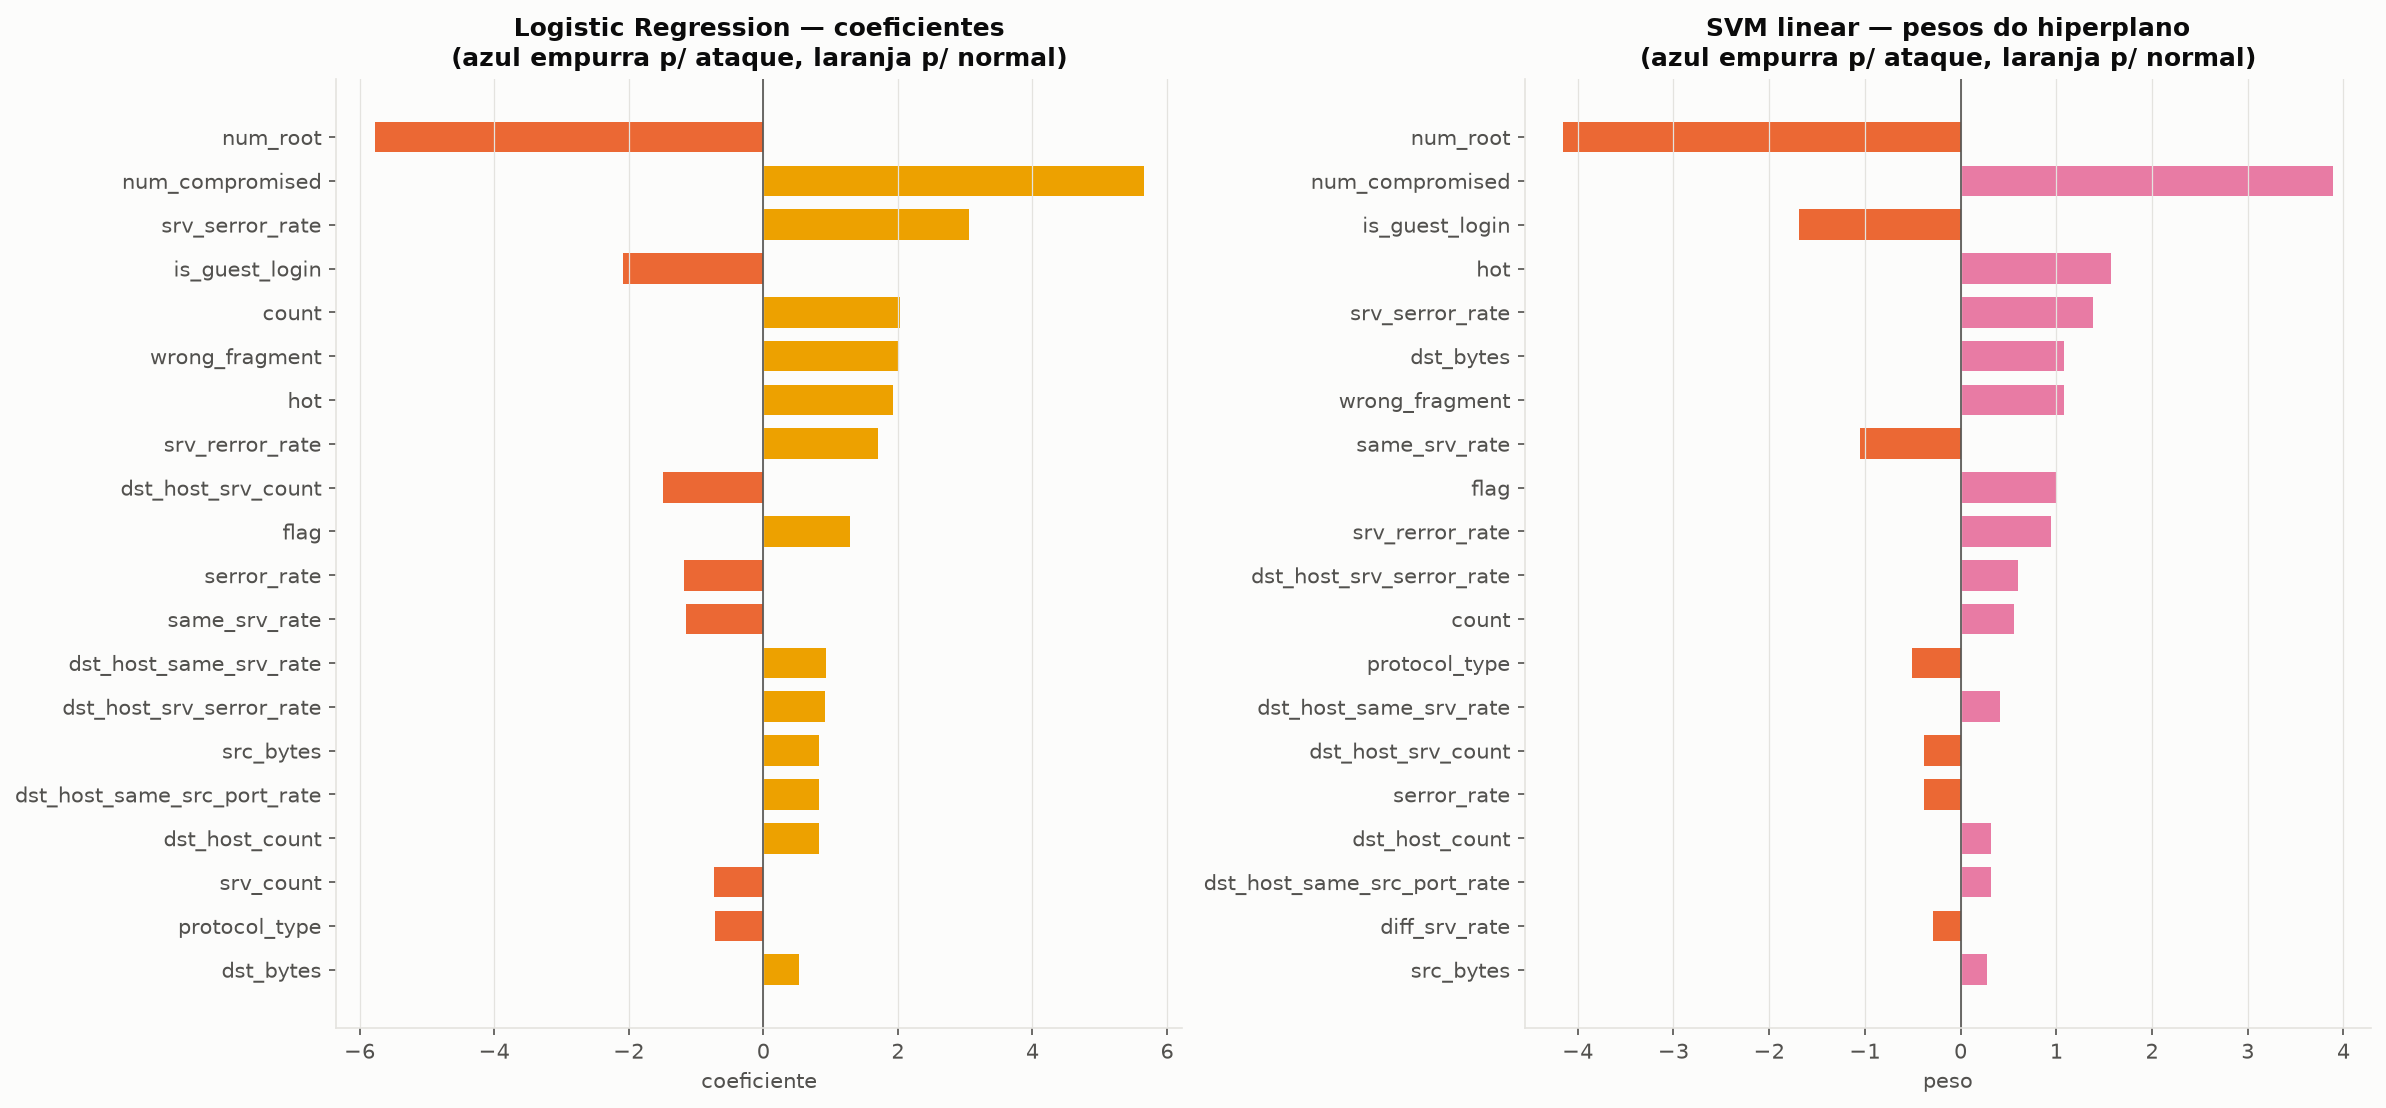 Logistic Regression — coeficientes
(azul empurra p/ ataque, laranja p/ normal)
num_root
num_compromised
srv_serror_rate
is_guest_login
count
wrong_fragment
hot
srv_rerror_rate
dst_host_srv_count
flag
serror_rate
same_srv_rate
dst_host_same_srv_rate
dst_host_srv_serror_rate
src_bytes
dst_host_same_src_port_rate
dst_host_count
srv_count
protocol_type
dst_bytes
−6 −4 −2 0 2 4 6
coeficiente
SVM linear — pesos do hiperplano
(azul empurra p/ ataque, laranja p/ normal)
num_root
num_compromised
is_guest_login
hot
srv_serror_rate
dst_bytes
wrong_fragment
same_srv_rate
flag
srv_rerror_rate
dst_host_srv_serror_rate
count
protocol_type
dst_host_same_srv_rate
dst_host_srv_count
serror_rate
dst_host_count
dst_host_same_src_port_rate
diff_srv_rate
src_bytes
−4 −3 −2 −1 0 1 2 3 4
peso